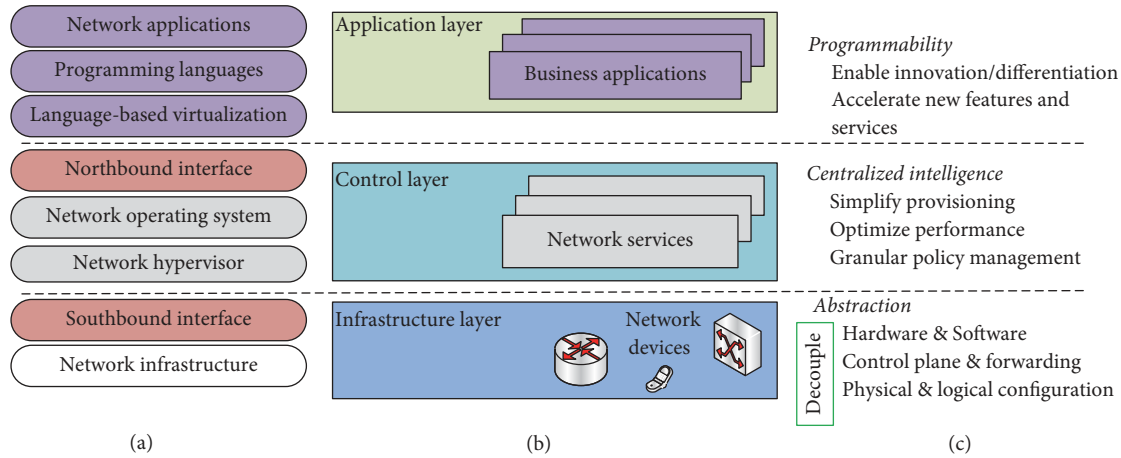 Network applications
Programming languages
Language-based virtualization
Northbound interface
Network operating system
Network hypervisor
Southbound interface
Network infrastructure
(a)
Application layer
Business applications
Control layer
Network services
Infrastructure layer
Network
devices
(b)
Programmability
Enable innovation/differentiation
Accelerate new features and
services
Centralized intelligence
Simplify provisioning
Optimize performance
Granular policy management
Abstraction
Decouple
Hardware & Software
Control plane & forwarding
Physical & logical configuration
(c)